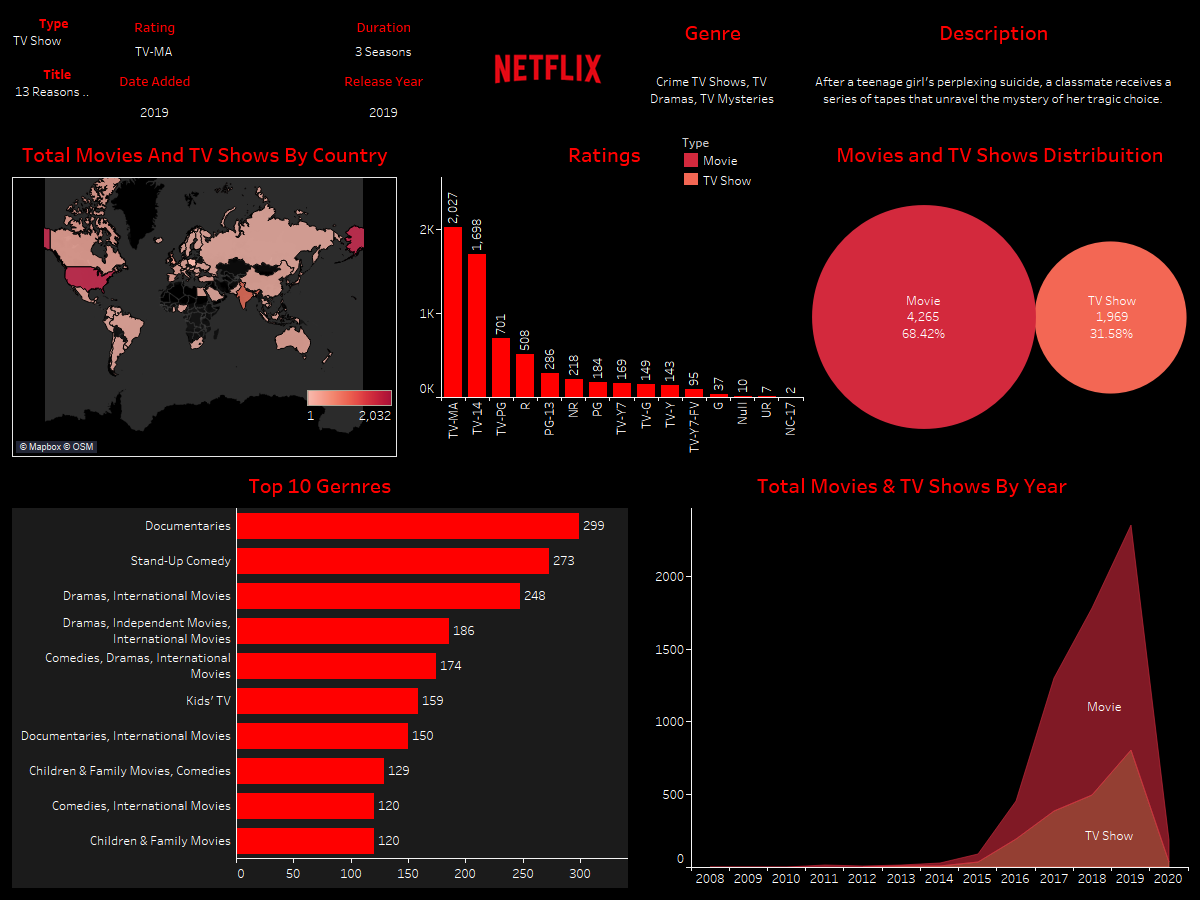 Type
TV Show
Title
13 Reasons ..
Rating
TV-MA
Date Added
2019
Duration
3 Seasons
Release Year
2019
NETFLIX
Genre
Crime TV Shows, TV
Dramas, TV Mysteries
Description
After a teenage girl’s perplexing suicide, a classmate receives a
series of tapes that unravel the mystery of her tragic choice.
Total Movies And TV Shows By Country
1
2,032
© Mapbox © OSM
Ratings
Type
Movie
TV Show
2K
1K
0K
2,027
1,698
701
508
286
218
184
169
149
143
95
37
10
7
2
TV-MA
TV-14
TV-PG
R
PG-13
NR
PG
TV-Y7
TV-G
TV-Y
TV-Y7-FV
G
Null
UR
NC-17
Movies and TV Shows Distribuition
Movie
4,265
68.42%
TV Show
1,969
31.58%
Top 10 Gernres
Documentaries
299
Stand-Up Comedy
273
Dramas, International Movies
248
Dramas, Independent Movies,
International Movies
186
Comedies, Dramas, International
Movies
174
Kids’ TV
159
Documentaries, International Movies
150
Children & Family Movies, Comedies
129
Comedies, International Movies
120
Children & Family Movies
120
0 50 100 150 200 250 300
Total Movies & TV Shows By Year
2000
1500
1000
500
0
Movie
TV Show
2008 2009 2010 2011 2012 2013 2014 2015 2016 2017 2018 2019 2020